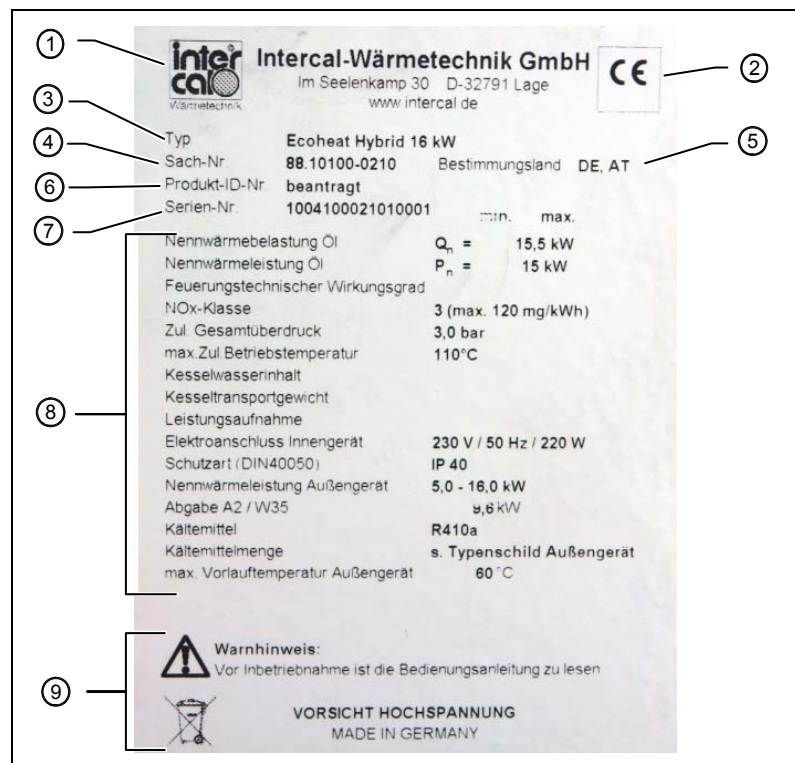 1
inter® cal
Wärmetechnik
Intercal-Wärmetechnik GmbH
Im Seelenkamp 30 D-32791 Lage
www intercal.de
CE
2
3
Typ Ecoheat Hybrid 16 kW
4
Sach-Nr. 88.10100-0210 Bestimmungsland DE, AT
5
6
Produkt-ID-Nr. beantragt
7
Serien-Nr. 1004100021010001 min. max.
8
Nennwärmebelastung Öl Qn = 15,5 kW
Nennwärmeleistung Öl Pn = 15 kW
Feuerungstechnischer Wirkungsgrad
NOx-Klasse 3 (max. 120 mg/kWh)
Zul. Gesamtüberdruck 3,0 bar
max.Zul.Betriebstemperatur 110°C
Kesselwasserinhalt
Kesseltransportgewicht
Leistungsaufnahme
Elektroanschluss Innengerät 230 V / 50 Hz / 220 W
Schutzart (DIN40050) IP 40
Nennwärmeleistung Außengerät 5,0 - 16,0 kW
Abgabe A2 / W35 9,6 kW
Kältemittel R410a
Kältemittelmenge s. Typenschild Außengerät
max. Vorlauftemperatur Außengerät 60 °C
9
Warnhinweis:
Vor Inbetriebnahme ist die Bedienungsanleitung zu lesen
VORSICHT HOCHSPANNUNG
MADE IN GERMANY